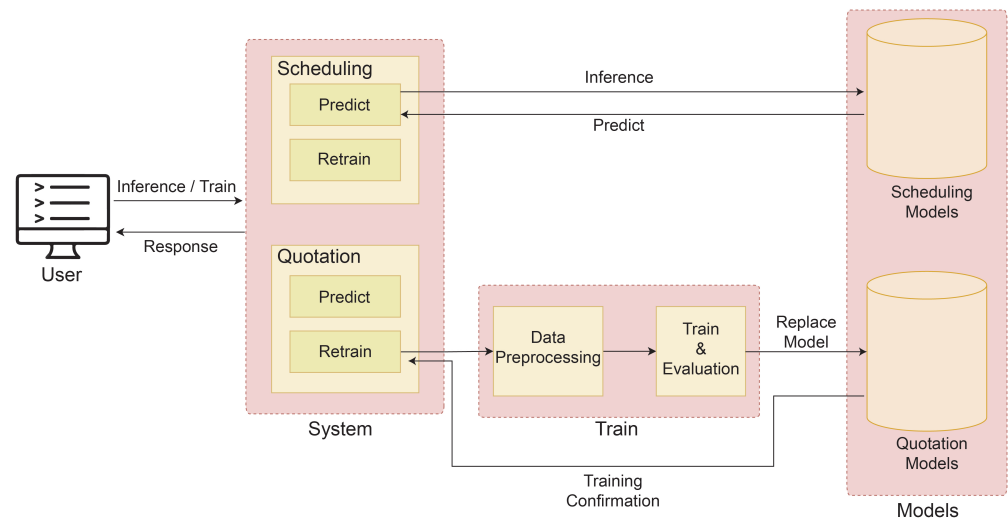 Scheduling
Predict
Retrain
Inference
Predict
Scheduling
Models
Inference / Train
Response
User
Quotation
Predict
Retrain
System
Data
Preprocessing
Train
&
Evaluation
Train
Replace
Model
Training
Confirmation
Quotation
Models
Models